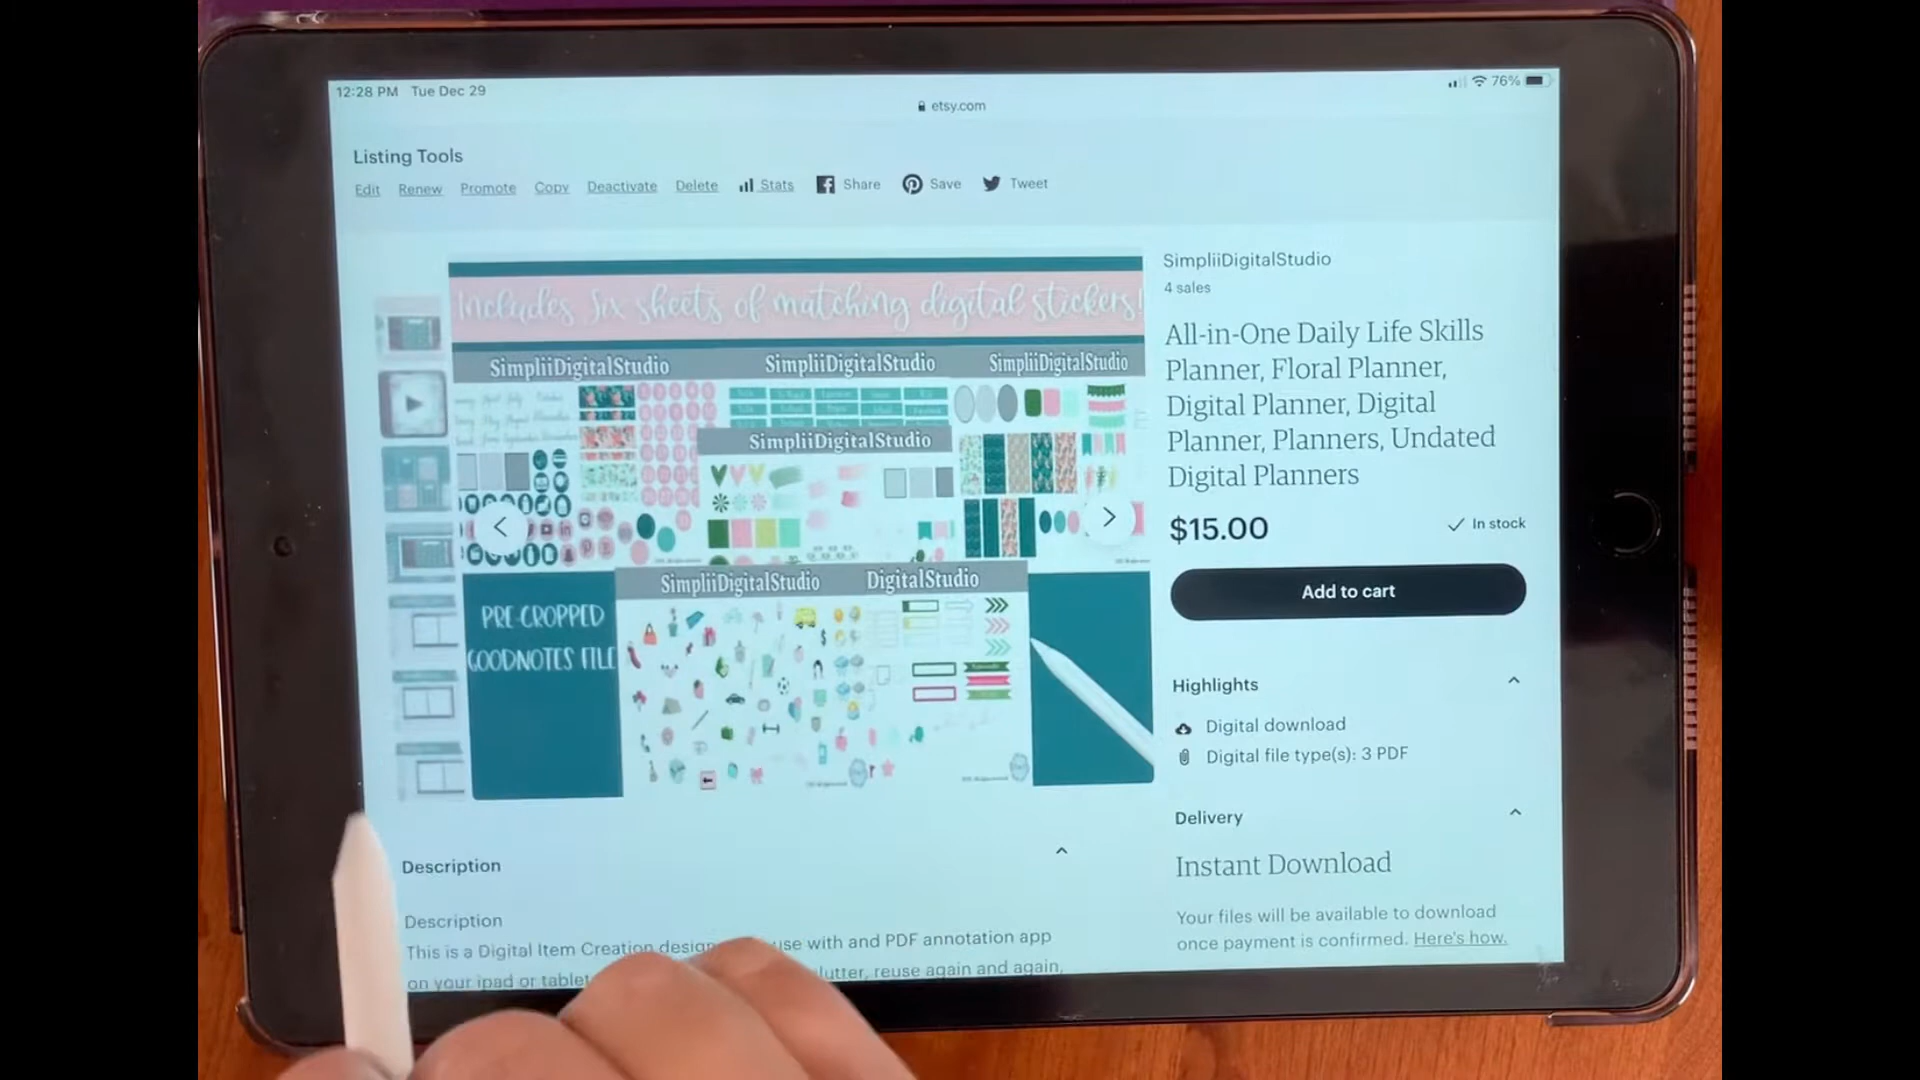 12:28 PM Tue Dec 29
76%
etsy.com
Listing Tools
Edit Renew Promote Copy Deactivate Delete Stats Share Save Tweet
Includes Six sheets of matching digital stickers!
SimpliiDigitalStudio SimpliiDigitalStudio SimpliiDigitalStudio
SimpliiDigitalStudio
SimpliiDigitalStudio DigitalStudio
PRE-CROPPED
GOODNOTES FILE
SimpliiDigitalStudio
4 sales
All-in-One Daily Life Skills
Planner, Floral Planner,
Digital Planner, Digital
Planner, Planners, Undated
Digital Planners
$15.00 In stock
Add to cart
Highlights
Digital download
Digital file type(s): 3 PDF
Delivery
Instant Download
Your files will be available to download
once payment is confirmed. Here's how.
Description
Description
This is a Digital Item Creation design use with and PDF annotation app
on your ipad or tablet clutter, reuse again and again,